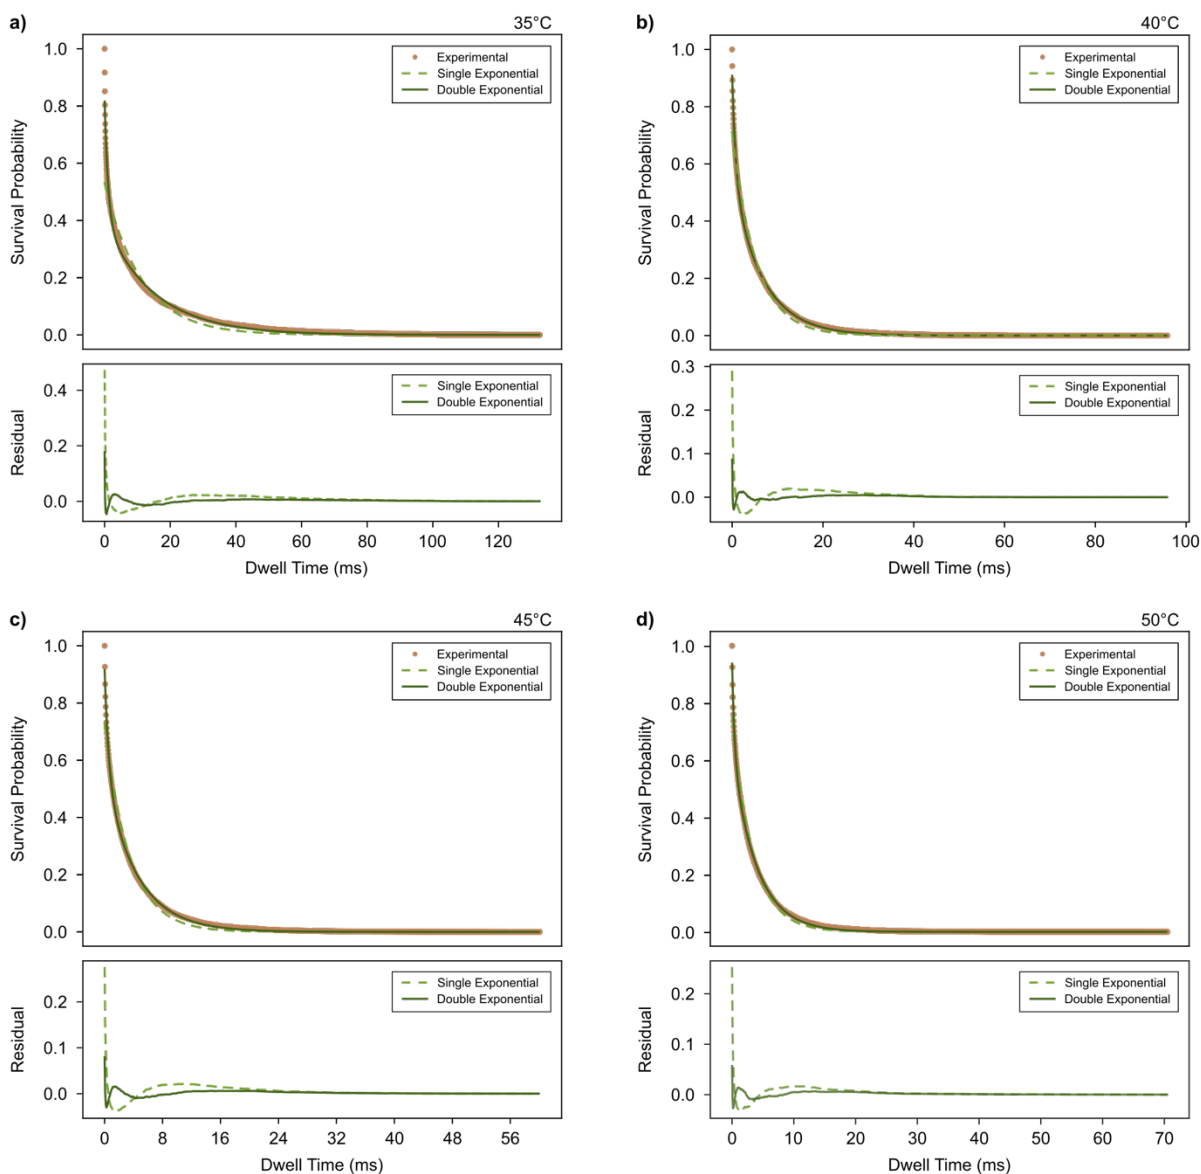 a)
35°C
1.0
0.8
0.6
0.4
0.2
0.0
Survival Probability
Experimental
Single Exponential
Double Exponential
0.4
0.2
0.0
Residual
Single Exponential
Double Exponential
0 20 40 60 80 100 120
Dwell Time (ms)
b)
40°C
1.0
0.8
0.6
0.4
0.2
0.0
Survival Probability
Experimental
Single Exponential
Double Exponential
0.3
0.2
0.1
0.0
Residual
Single Exponential
Double Exponential
0 20 40 60 80 100
Dwell Time (ms)
c)
45°C
1.0
0.8
0.6
0.4
0.2
0.0
Survival Probability
Experimental
Single Exponential
Double Exponential
0.2
0.1
0.0
Residual
Single Exponential
Double Exponential
0 8 16 24 32 40 48 56
Dwell Time (ms)
d)
50°C
1.0
0.8
0.6
0.4
0.2
0.0
Survival Probability
Experimental
Single Exponential
Double Exponential
0.2
0.1
0.0
Residual
Single Exponential
Double Exponential
0 10 20 30 40 50 60 70
Dwell Time (ms)